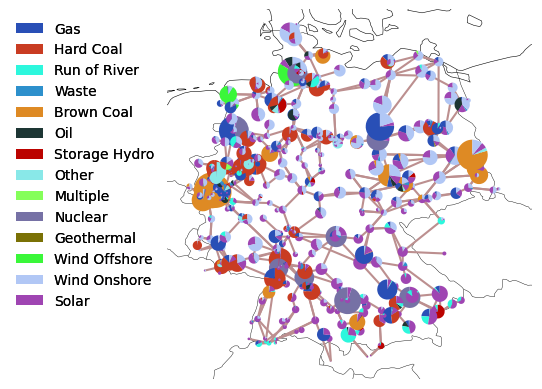 Gas
Hard Coal
Run of River
Waste
Brown Coal
Oil
Storage Hydro
Other
Multiple
Nuclear
Geothermal
Wind Offshore
Wind Onshore
Solar